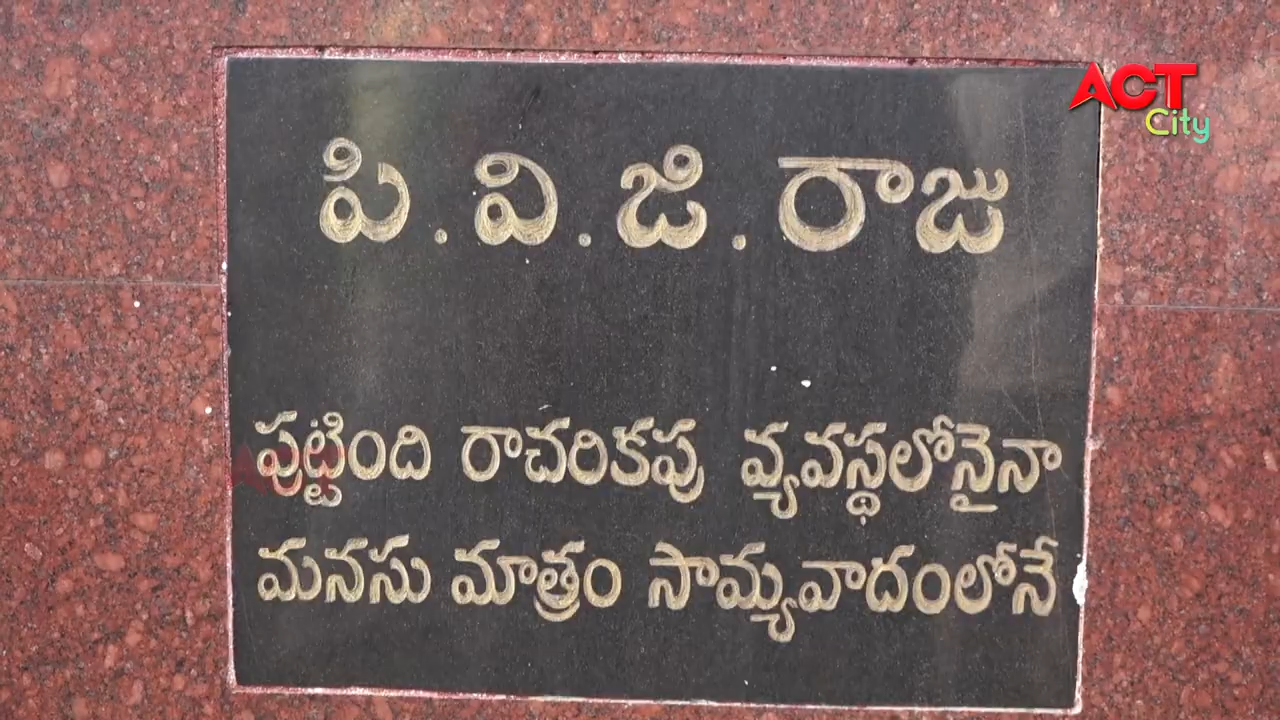 ACT
City
పి.వి.జి.రాజు
పుట్టింది రాచరికపు వ్యవస్థలోనైనా
మనసు మాత్రం సామ్యవాదంలోనే